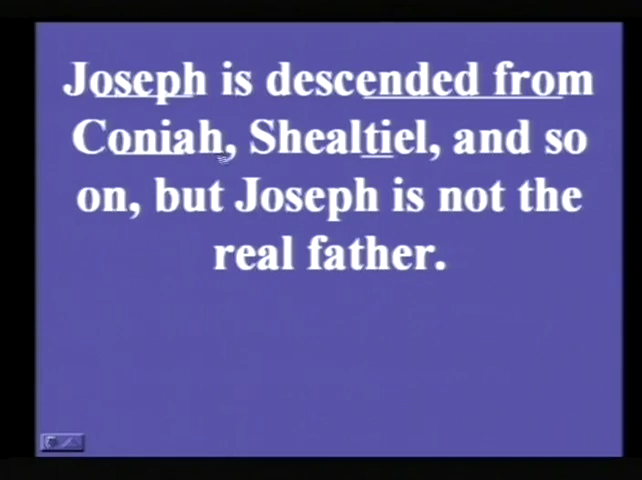 Joseph is descended from
Coniah, Shealtiel, and so
on, but Joseph is not the
real father.